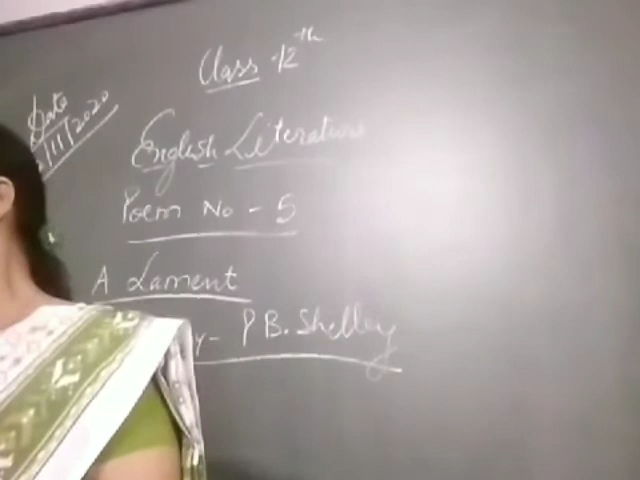 Class -12th
Date
/11/2020
English Literature
Poem No - 5
A Lament
y- P B. Shelley